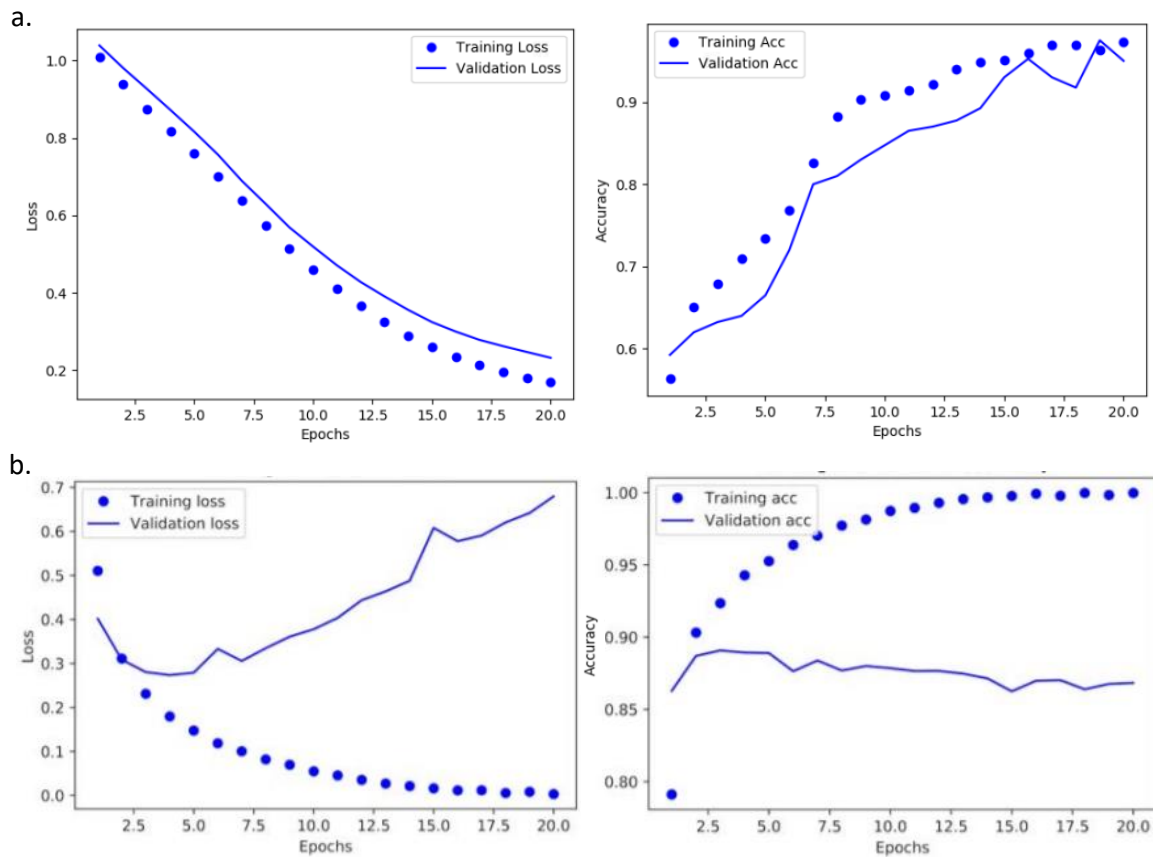 a.
Training Loss
Validation Loss
1.0
0.8
0.6
0.4
0.2
Loss
2.5 5.0 7.5 10.0 12.5 15.0 17.5 20.0
Epochs
Training Acc
Validation Acc
0.9
0.8
0.7
0.6
Accuracy
2.5 5.0 7.5 10.0 12.5 15.0 17.5 20.0
Epochs
b.
Training loss
Validation loss
0.7
0.6
0.5
0.4
0.3
0.2
0.1
0.0
Loss
2.5 5.0 7.5 10.0 12.5 15.0 17.5 20.0
Epochs
Training acc
Validation acc
1.00
0.95
0.90
0.85
0.80
Accuracy
2.5 5.0 7.5 10.0 12.5 15.0 17.5 20.0
Epochs